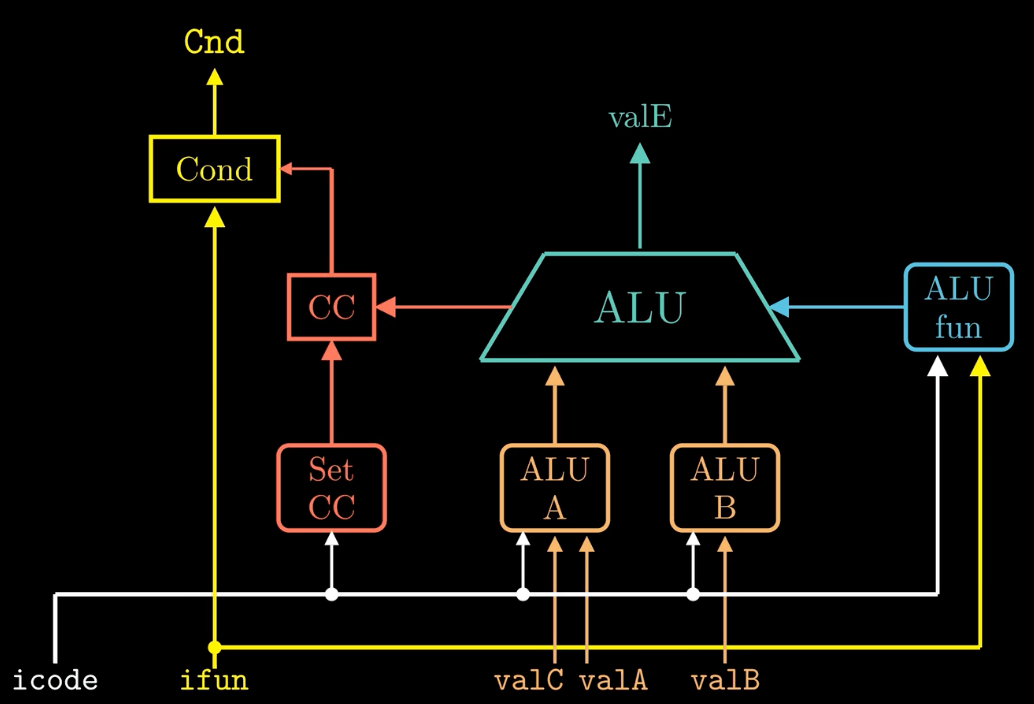 Cnd
valE
Cond
CC
ALU
ALU
fun
Set
CC
ALU
A
ALU
B
icode
ifun
valC
valA
valB